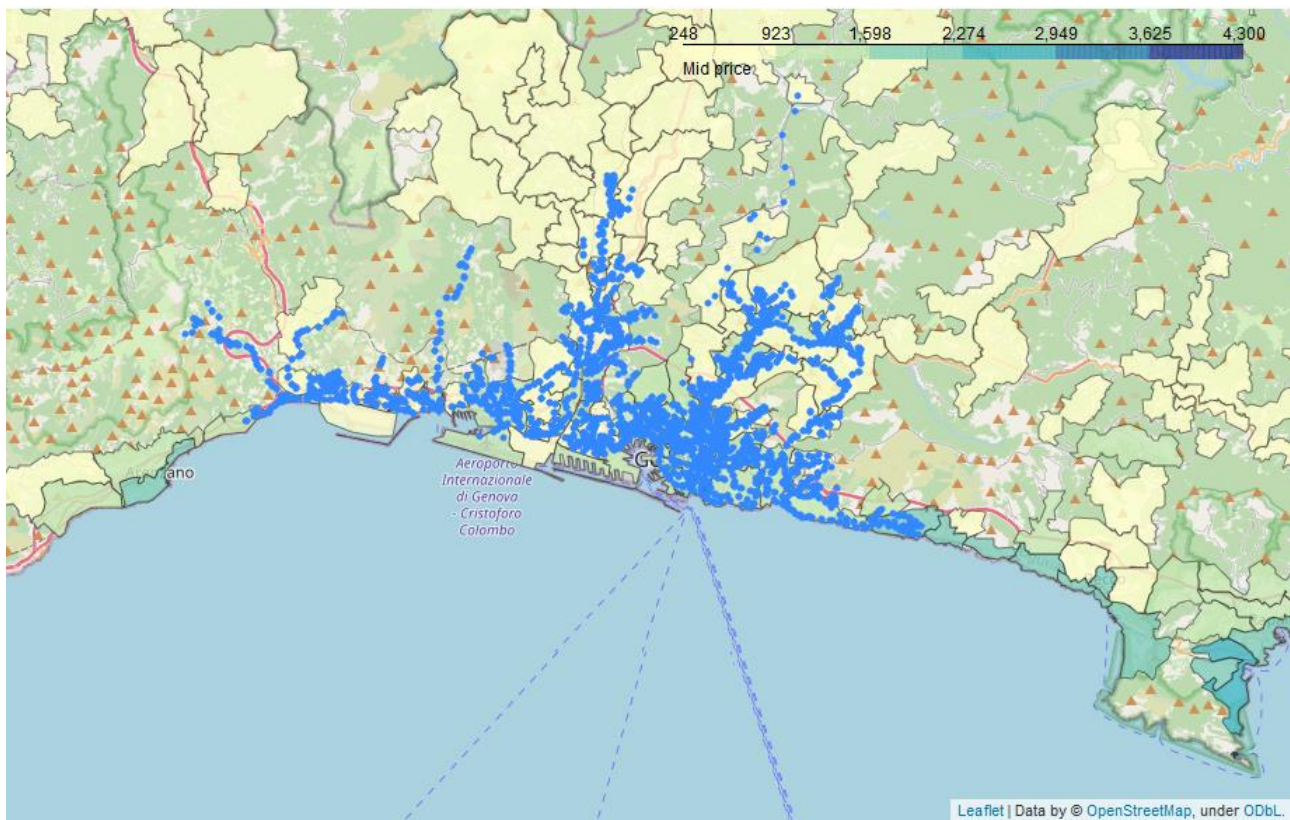 248 923 1,598 2,274 2,949 3,625 4,300
Mid price
Aeroporto
Internazionale
di Genova
- Cristoforo
Colombo
Leaflet | Data by © OpenStreetMap, under ODbL.